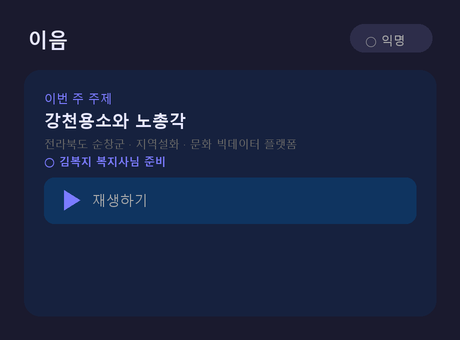 이음
○ 익명
이번 주 주제
강천용소와 노총각
전라북도 순창군 · 지역설화 · 문화 빅데이터 플랫폼
○ 김복지 복지사님 준비
재생하기